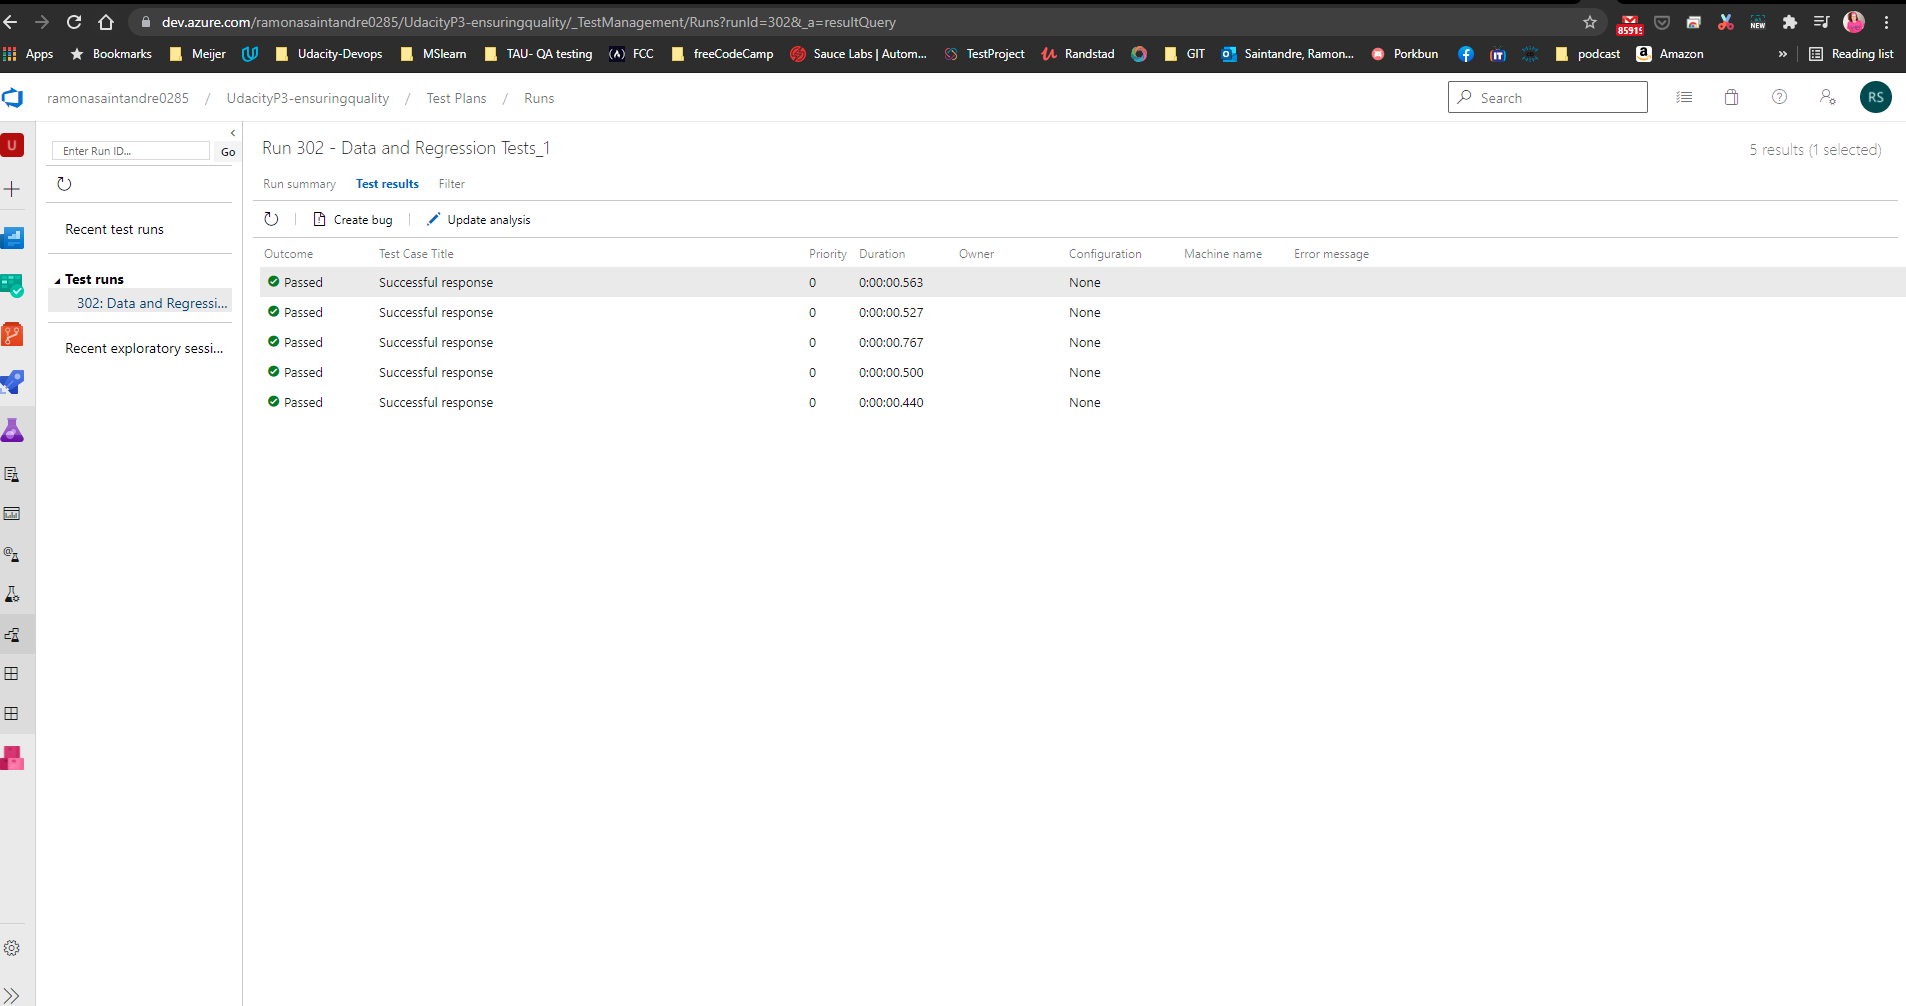 dev.azure.com/ramonasaintandre0285/UdacityP3-ensuringquality/_TestManagement/Runs?runId=302&_a=resultQuery
NEW
Apps Bookmarks Meijer Udacity-Devops MSlearn TAU- QA testing FCC freeCodeCamp Sauce Labs | Autom... TestProject Randstad GIT Saintandre, Ramon... Porkbun iT podcast Amazon » Reading list
ramonasaintandre0285 / UdacityP3-ensuringquality / Test Plans / Runs Search RS
U
Enter Run ID... Go
Run 302 - Data and Regression Tests_1
5 results (1 selected)
Run summary Test results Filter
Create bug Update analysis
Recent test runs
Test runs
302: Data and Regressi...
Recent exploratory sessi...
Outcome Test Case Title Priority Duration Owner Configuration Machine name Error message
Passed Successful response 0 0:00:00.563 None
Passed Successful response 0 0:00:00.527 None
Passed Successful response 0 0:00:00.767 None
Passed Successful response 0 0:00:00.500 None
Passed Successful response 0 0:00:00.440 None